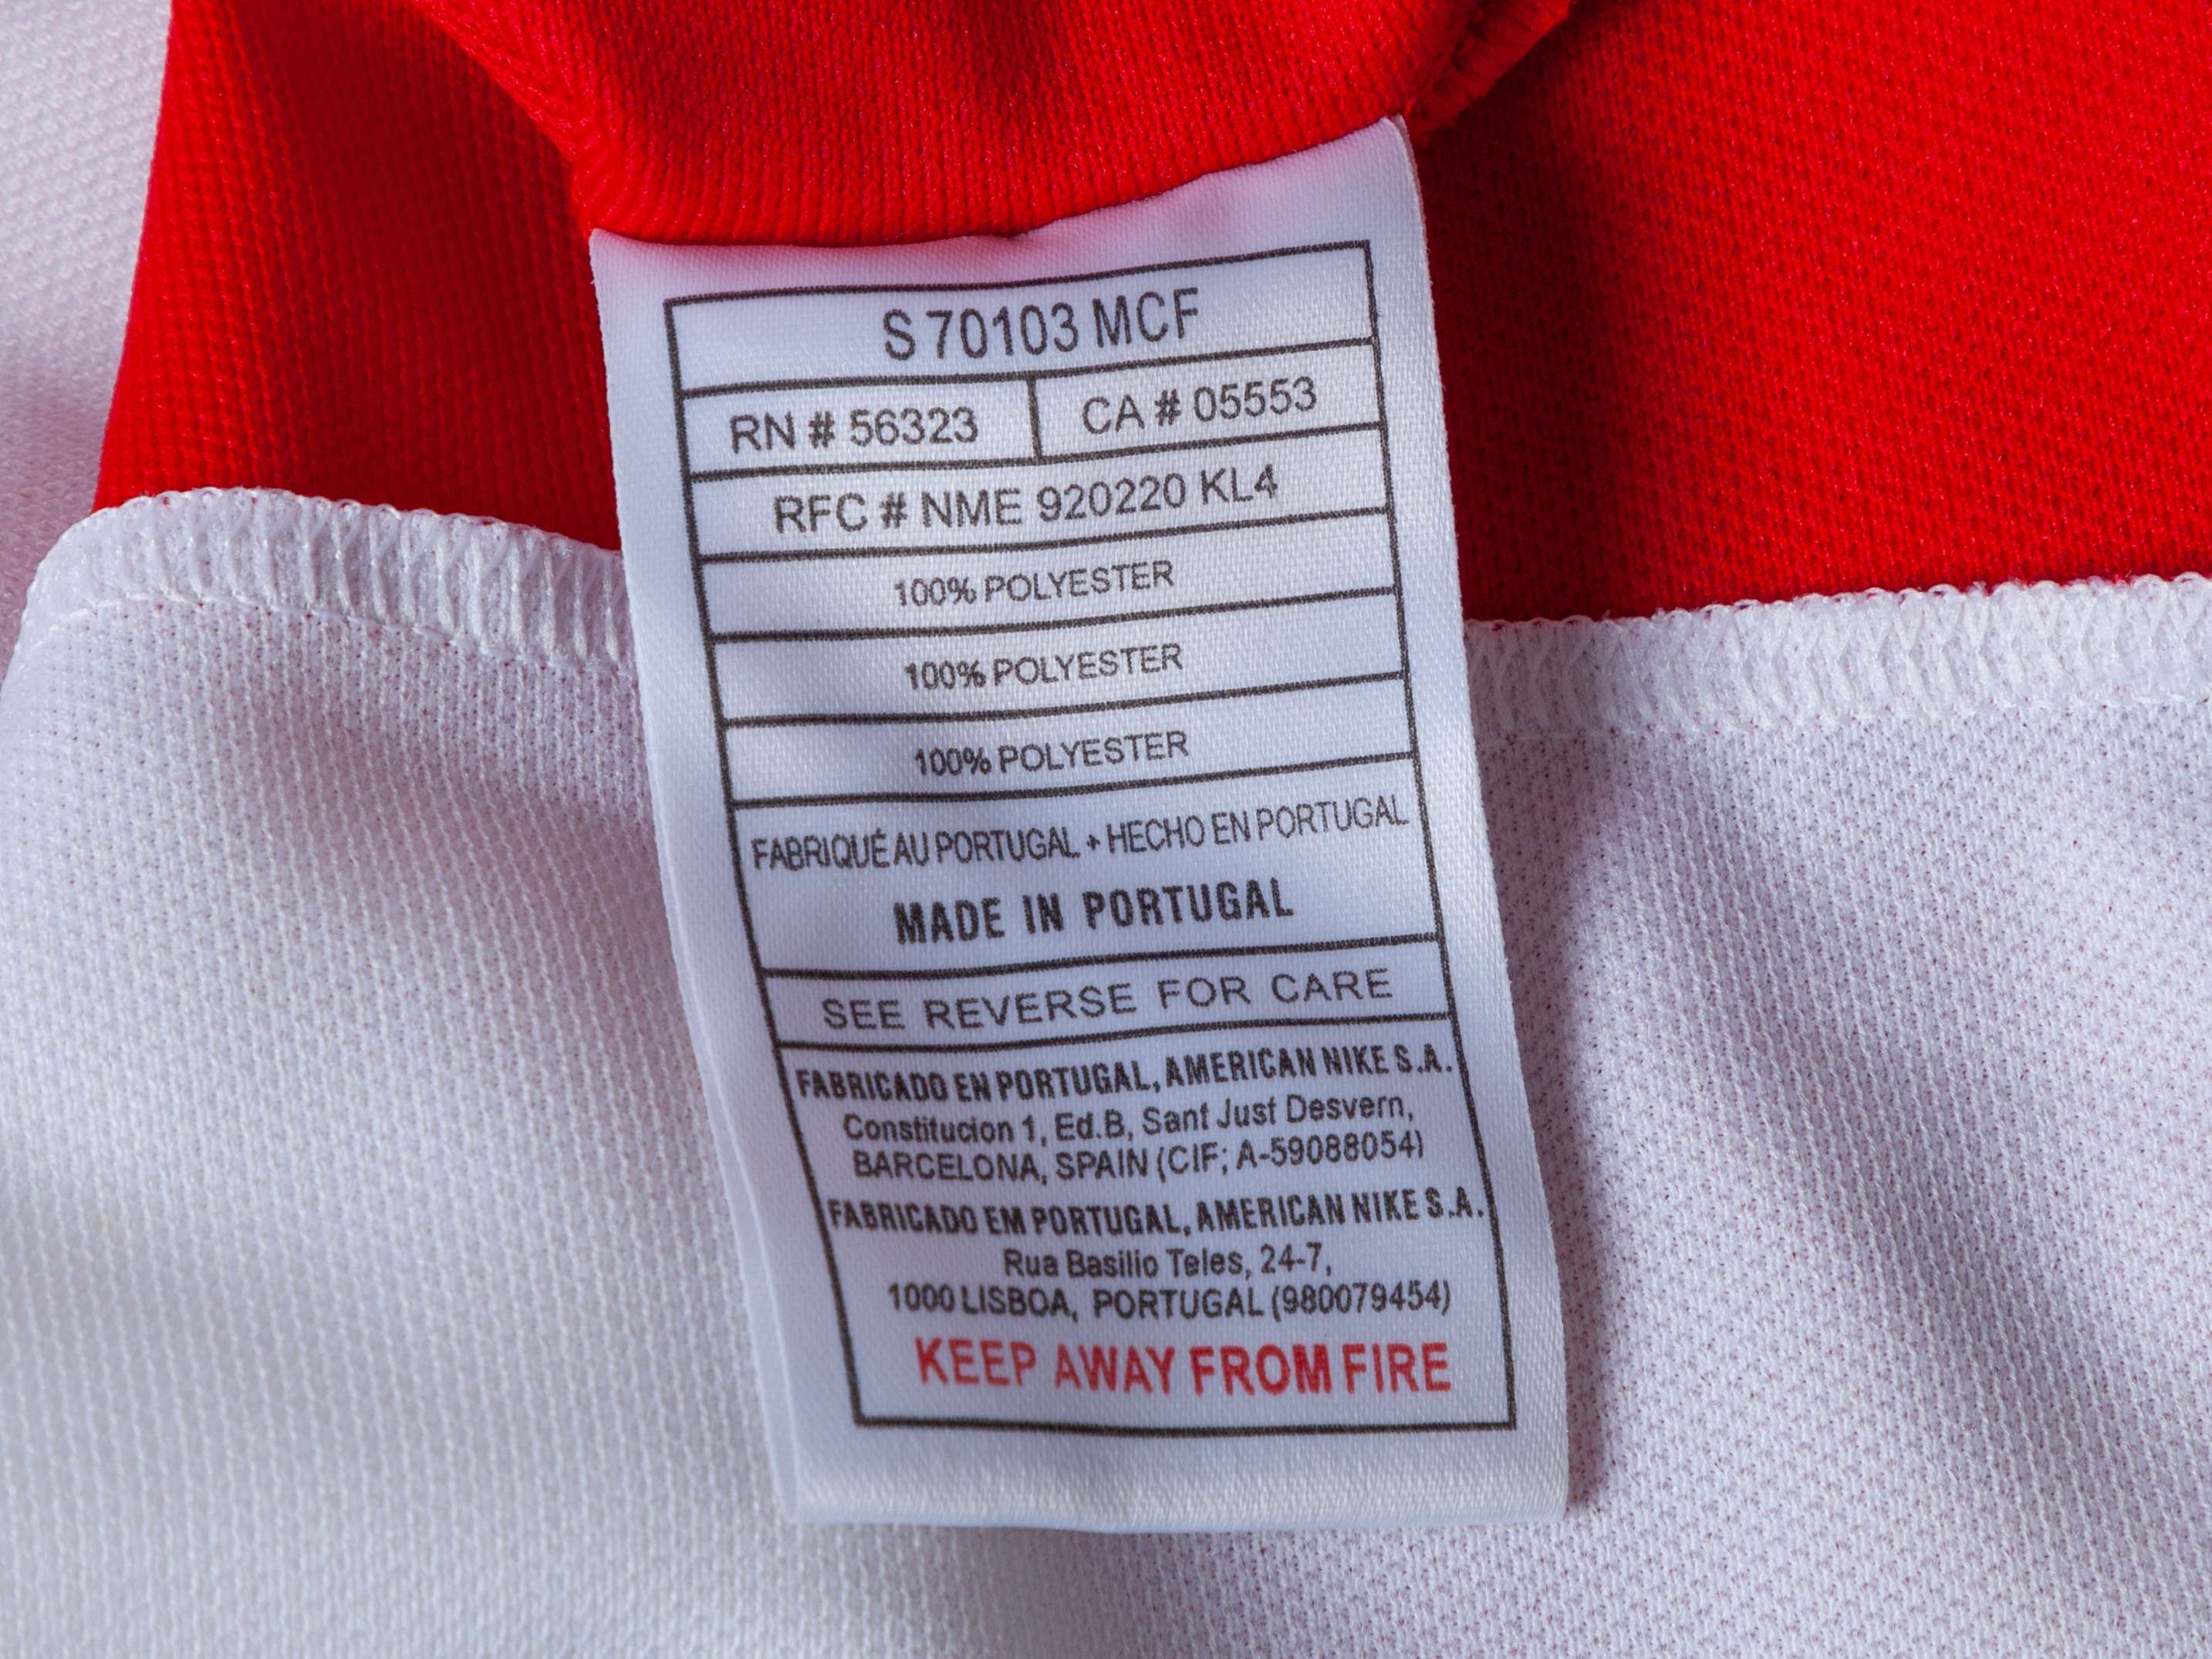 S 70103 MCF
RN # 56323 CA # 05553
RFC # NME 920220 KL4
100% POLYESTER
100% POLYESTER
100% POLYESTER
FABRIQUÉ AU PORTUGAL + HECHO EN PORTUGAL
MADE IN PORTUGAL
SEE REVERSE FOR CARE
FABRICADO EN PORTUGAL, AMERICAN NIKE S.A.
Constitucion 1, Ed.B, Sant Just Desvern,
BARCELONA, SPAIN (CIF; A-59088054)
FABRICADO EM PORTUGAL, AMERICAN NIKE S.A.
Rua Basilio Teles, 24-7,
1000 LISBOA, PORTUGAL (980079454)
KEEP AWAY FROM FIRE